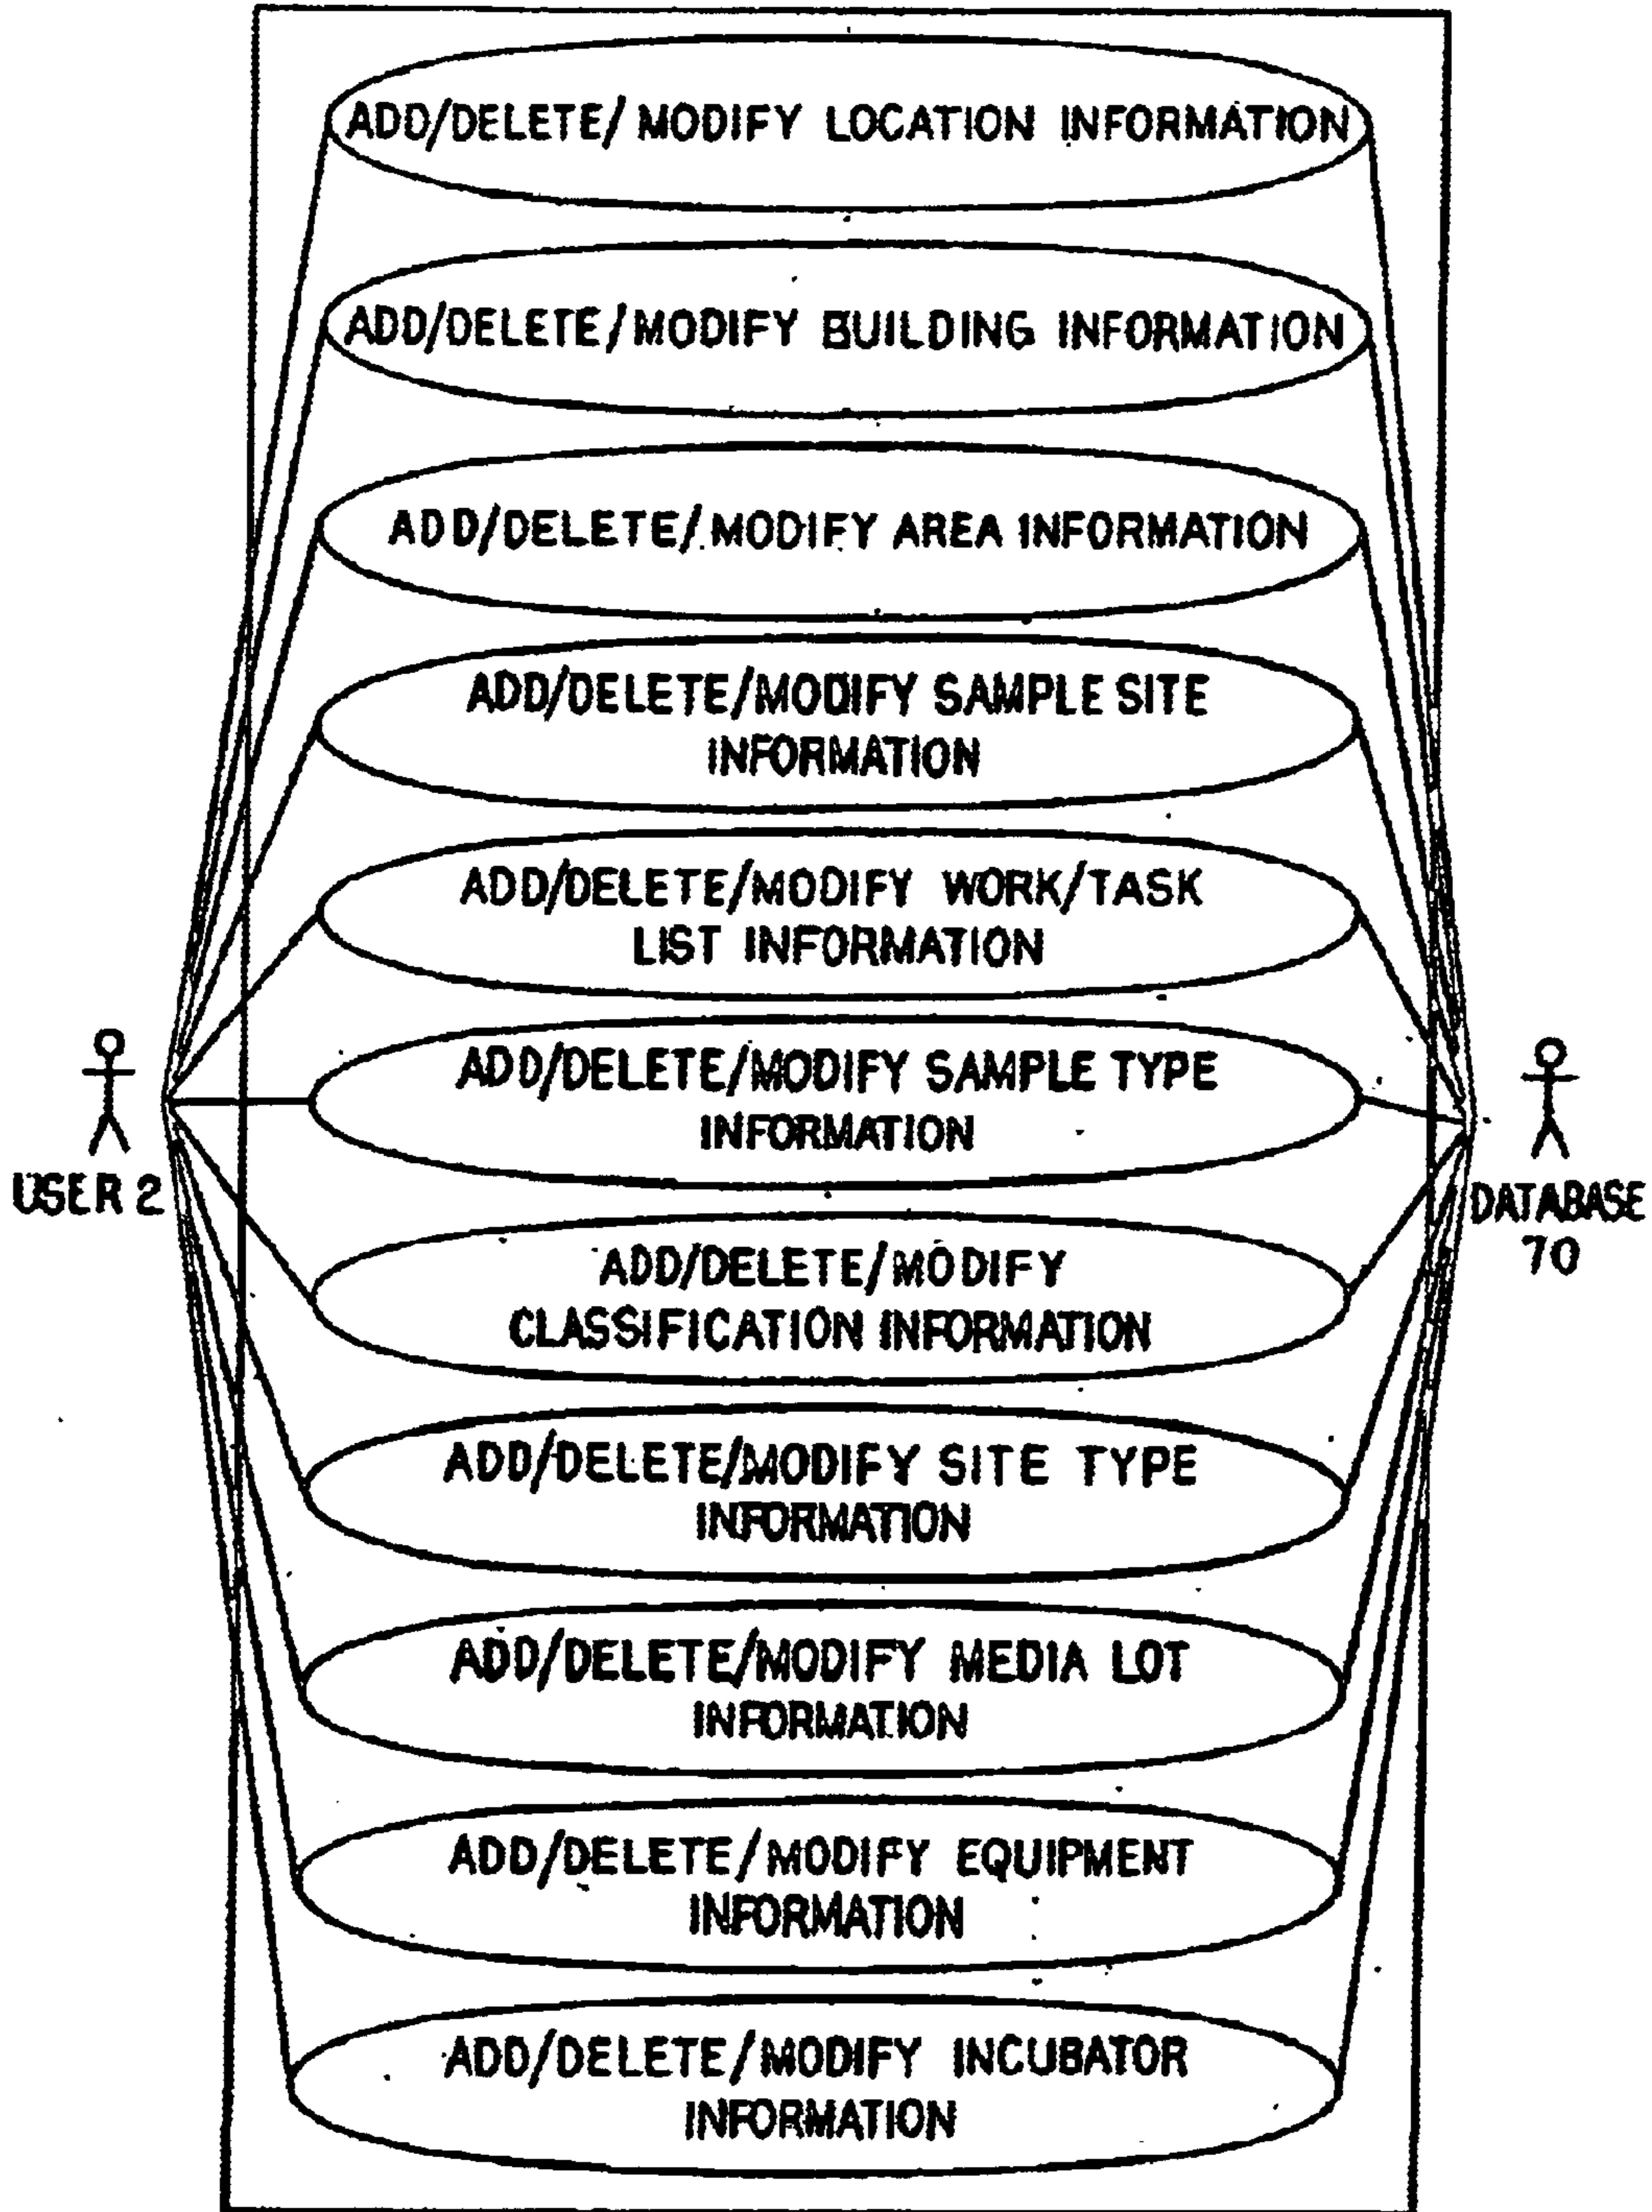 ADD/DELETE/ MODIFY LOCATION INFORMATION
ADD/DELETE/MODIFY BUILDING INFORMATION
ADD/DELETE/MODIFY AREA INFORMATION
ADD/DELETE/MODIFY SAMPLE SITE
INFORMATION
ADD/DELETE/MODIFY WORK/TASK
LIST INFORMATION
ADD/DELETE/MODIFY SAMPLE TYPE
INFORMATION
USER 2
DATABASE
70
ADD/DELETE/MODIFY
CLASSIFICATION INFORMATION
ADD/DELETE/MODIFY SITE TYPE
INFORMATION
ADD/DELETE/MODIFY MEDIA LOT
INFORMATION
ADD/DELETE/MODIFY EQUIPMENT
INFORMATION
ADD/DELETE/MODIFY INCUBATOR
INFORMATION